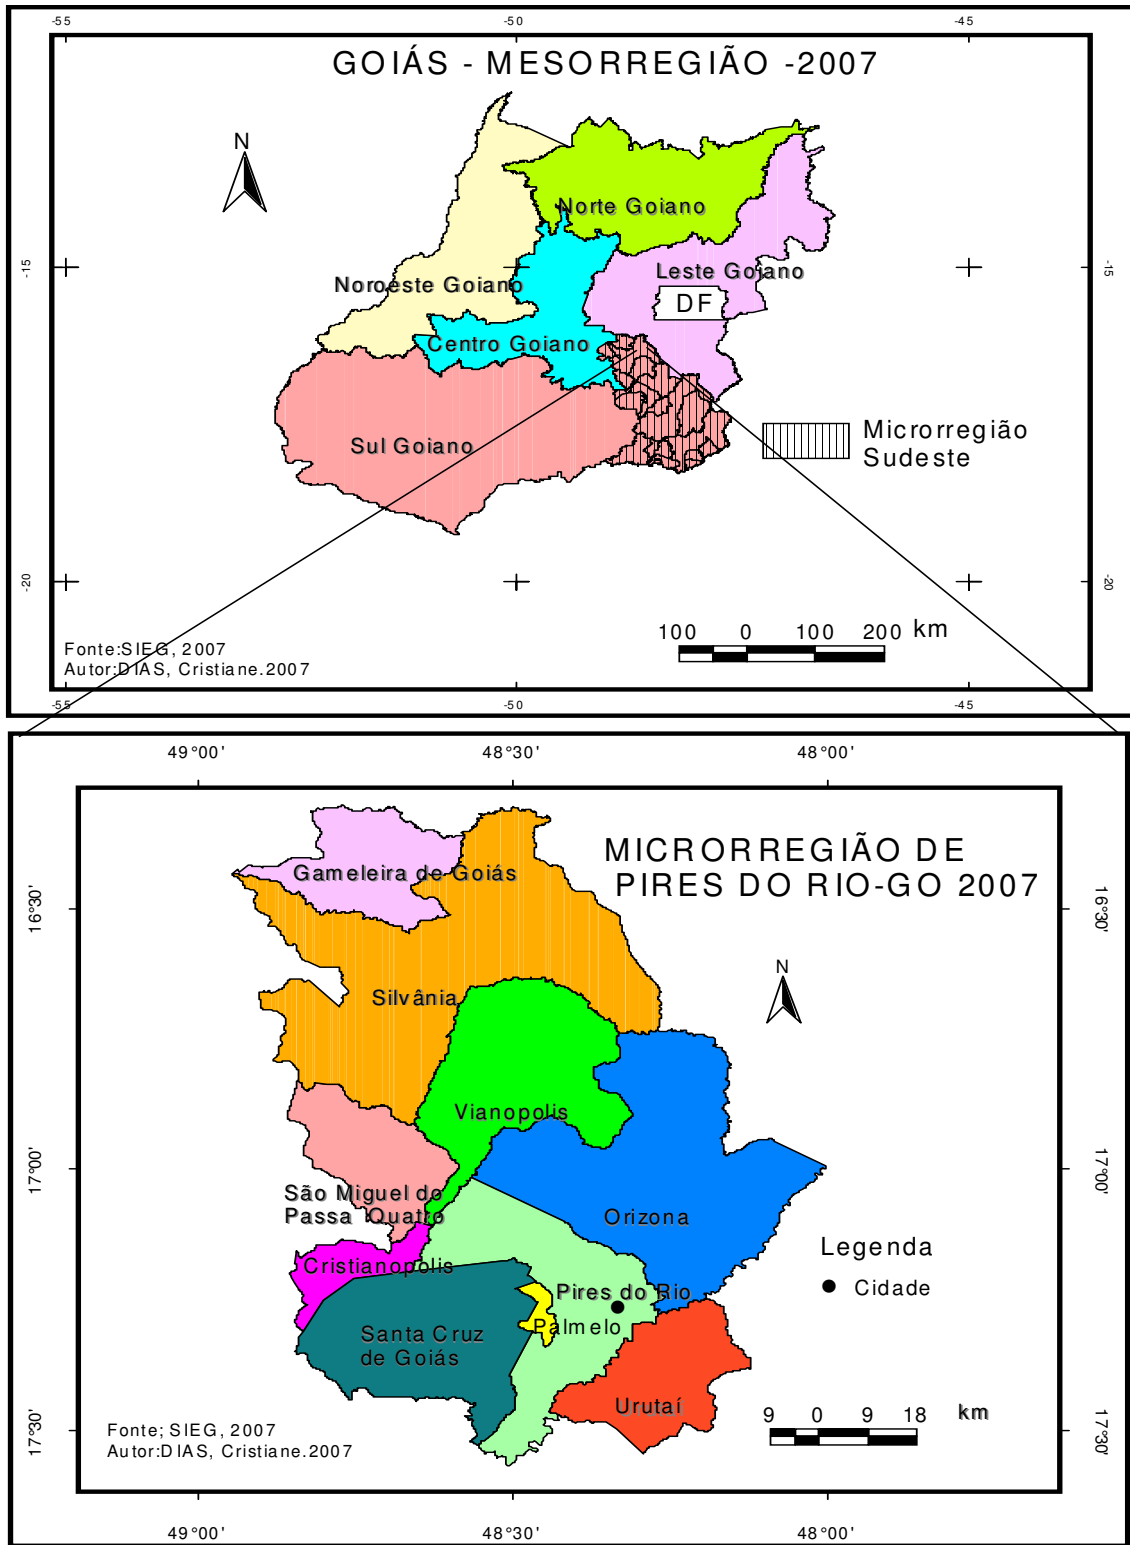 -55 -50 -45
GOIÁS - MESORREGIÃO -2007
N
Norte Goiano
-15 -15
Leste Goiano
Noroeste Goiano
DF
Centro Goiano
Microrregião
Sudeste
Sul Goiano
-20 -20
100 0 100 200 km
Fonte:SIEG, 2007
Autor:DIAS, Cristiane.2007
-55 -50 -45
49°00' 48°30' 48°00'
MICRORREGIÃO DE
PIRES DO RIO-GO 2007
Gameleira de Goiás
16°30' 16°30'
N
Silvânia
Vianopolis
17°00' 17°00'
São Miguel do
Passa Quatro
Orizona
Legenda
Cristianopolis
Cidade
Pires do Rio
Palmelo
Santa Cruz
de Goiás
Urutaí
9 0 9 18 km
17°30' 17°30'
Fonte; SIEG, 2007
Autor:DIAS, Cristiane.2007
49°00' 48°30' 48°00'